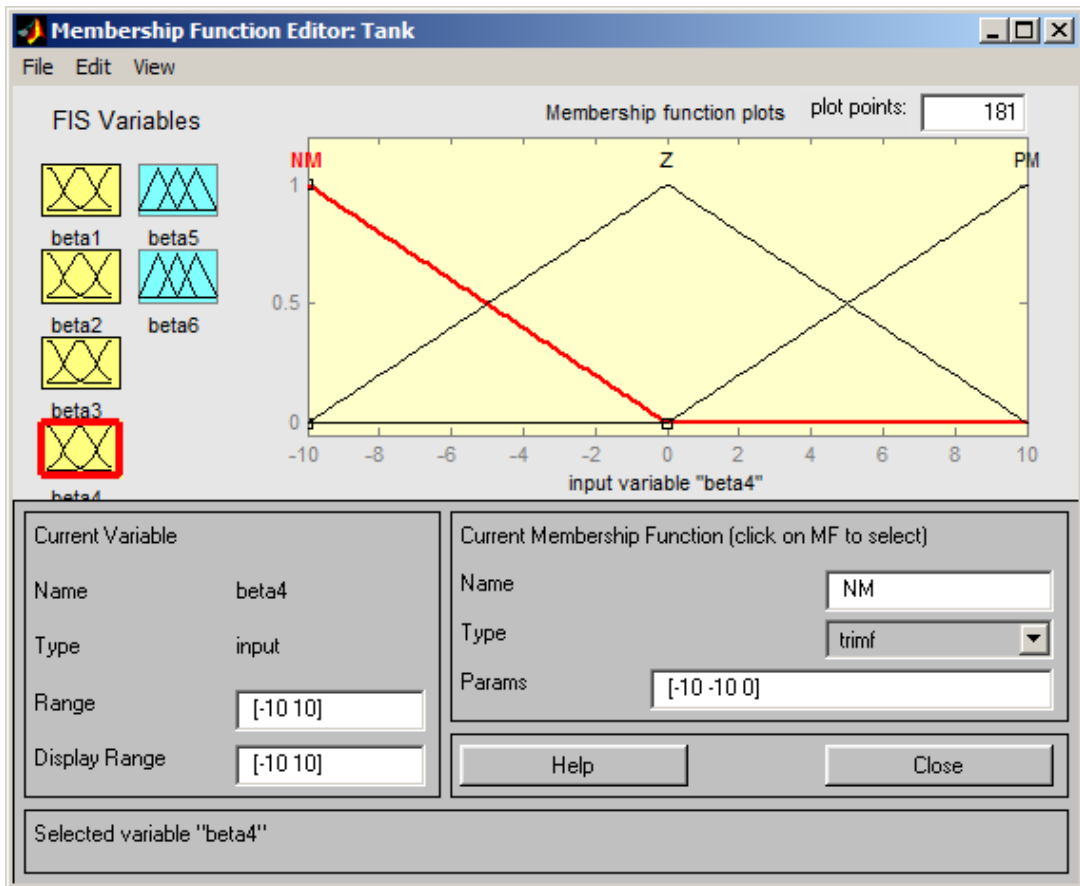 Membership Function Editor: Tank
File Edit View
FIS Variables
Membership function plots plot points: 181
NM Z PM
beta1 beta5
beta2 beta6
beta3
beta4
1
0.5
0
-10 -8 -6 -4 -2 0 2 4 6 8 10
input variable "beta4"
Current Variable
Name beta4
Type input
Range [-10 10]
Display Range [-10 10]
Current Membership Function (click on MF to select)
Name NM
Type trimf
Params [-10 -10 0]
Help Close
Selected variable "beta4"